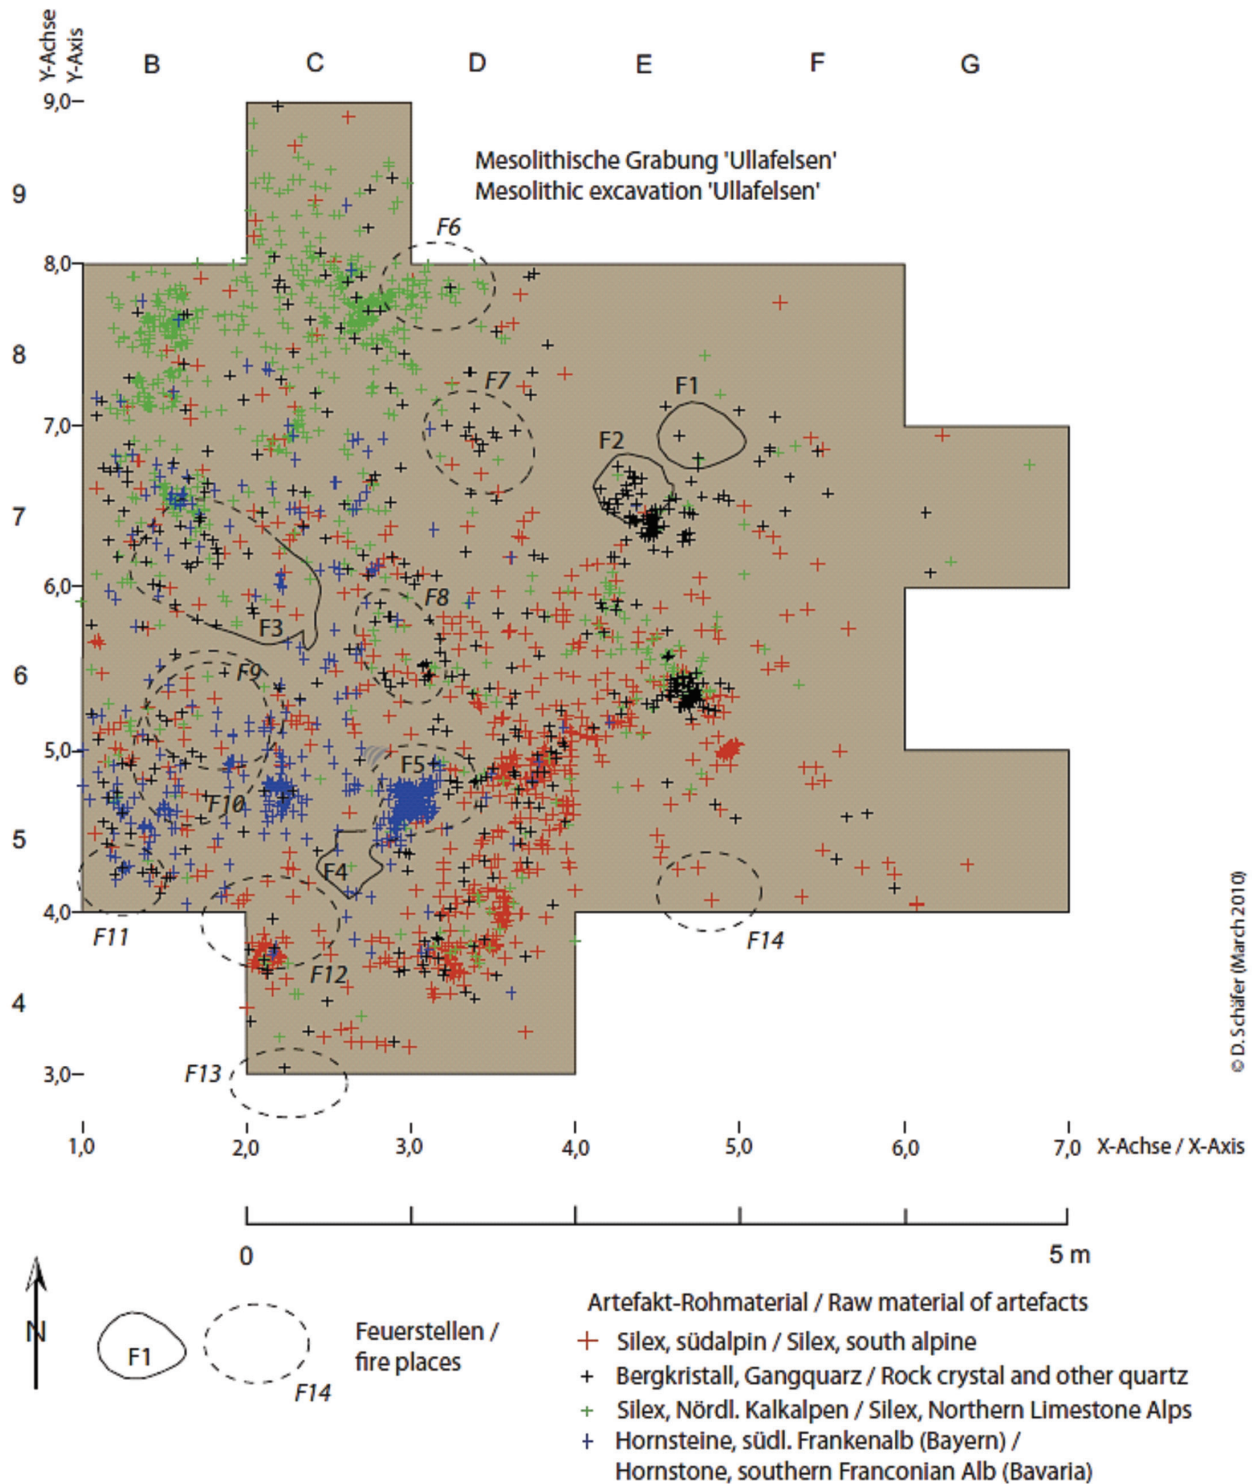 Y-Achse
Y-Axis
B C D E F G
9,0
Mesolithische Grabung 'Ullafelsen'
Mesolithic excavation 'Ullafelsen'
9
F6
8,0
8
F7
F1
7,0
F2
7
6,0
F8
F3
6
F9
5,0
F5
F10
5
F4
4,0
F11
F14
F12
4
F13
3,0
1,0 2,0 3,0 4,0 5,0 6,0 7,0 X-Achse / X-Axis
© D. Schäfer (March 2010)
0 5 m
N
F1
F14
Feuerstellen /
fire places
Artefakt-Rohmaterial / Raw material of artefacts
Silex, südalpin / Silex, south alpine
Bergkristall, Gangquarz / Rock crystal and other quartz
Silex, Nördl. Kalkalpen / Silex, Northern Limestone Alps
Hornsteine, südl. Frankenalb (Bayern) /
Hornstone, southern Franconian Alb (Bavaria)